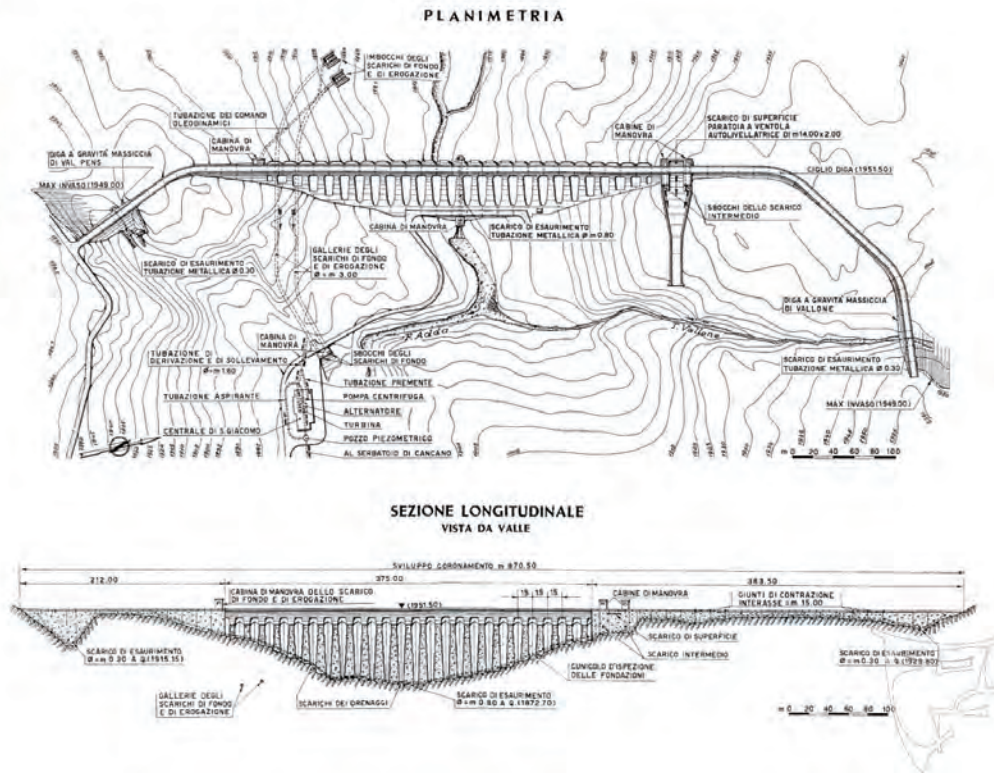 PLANIMETRIA
IMBOCCHI DEGLI
SCARICHI DI FONDO
E DI EROGAZIONE
TUBAZIONE DEI COMANDI
OLEODINAMICI
CABINA DI
MANOVRA
CABINE DI
MANOVRA
SCARICO DI SUPERFICIE
PARATOIA A VENTOLA
AUTOLIVELLATRICE DI m 14.00x2.00
DIGA A GRAVITÀ MASSICCIA
DI VAL PENS
MAX INVASO (1949.00)
CIGLIO DIGA (1951.50)
SBOCCHI DELLO SCARICO
INTERMEDIO
CABINA DI MANOVRA
SCARICO DI ESAURIMENTO
TUBAZIONE METALLICA Ø m 0.80
SCARICO DI ESAURIMENTO
TUBAZIONE METALLICA Ø 0.30
GALLERIE DEGLI
SCARICHI DI FONDO
E DI EROGAZIONE
Ø = m 3.00
DIGA A GRAVITÀ MASSICCIA
DI VALLONE
F. Adda
T. Vallone
CABINA DI
MANOVRA
TUBAZIONE DI
DERIVAZIONE E DI SOLLEVAMENTO
Ø = m 1.60
SBOCCHI DEGLI
SCARICHI DI FONDO
SCARICO DI ESAURIMENTO
TUBAZIONE METALLICA Ø 0.30
TUBAZIONE ASPIRANTE
TUBAZIONE PREMENTE
POMPA CENTRIFUGA
ALTERNATORE
TURBINA
CENTRALE DI S. GIACOMO
POZZO PIEZOMETRICO
AL SERBATOIO DI CANCANO
MAX INVASO (1949.00)
m 0 20 40 60 80 100
SEZIONE LONGITUDINALE
VISTA DA VALLE
SVILUPPO CORONAMENTO m 970.50
212.00
375.00
383.50
CABINA DI MANOVRA DELLO SCARICO
DI FONDO E DI EROGAZIONE
(1951.50)
15 15 15
CABINE DI MANOVRA
GIUNTI DI CONTRAZIONE
INTERASSE = m 15.00
SCARICO DI SUPERFICIE
SCARICO INTERMEDIO
SCARICO DI ESAURIMENTO
Ø = m 0.30 A Q. (1915.15)
CUNICOLO D'ISPEZIONE
DELLE FONDAZIONI
SCARICO DI ESAURIMENTO
Ø = m 0.30 A Q. (1929.80)
GALLERIE DEGLI
SCARICHI DI FONDO
E DI EROGAZIONE
SCARICHI DEI DRENAGGI
SCARICO DI ESAURIMENTO
Ø = m 0.80 A Q. (1872.70)
m 0 20 40 60 80 100